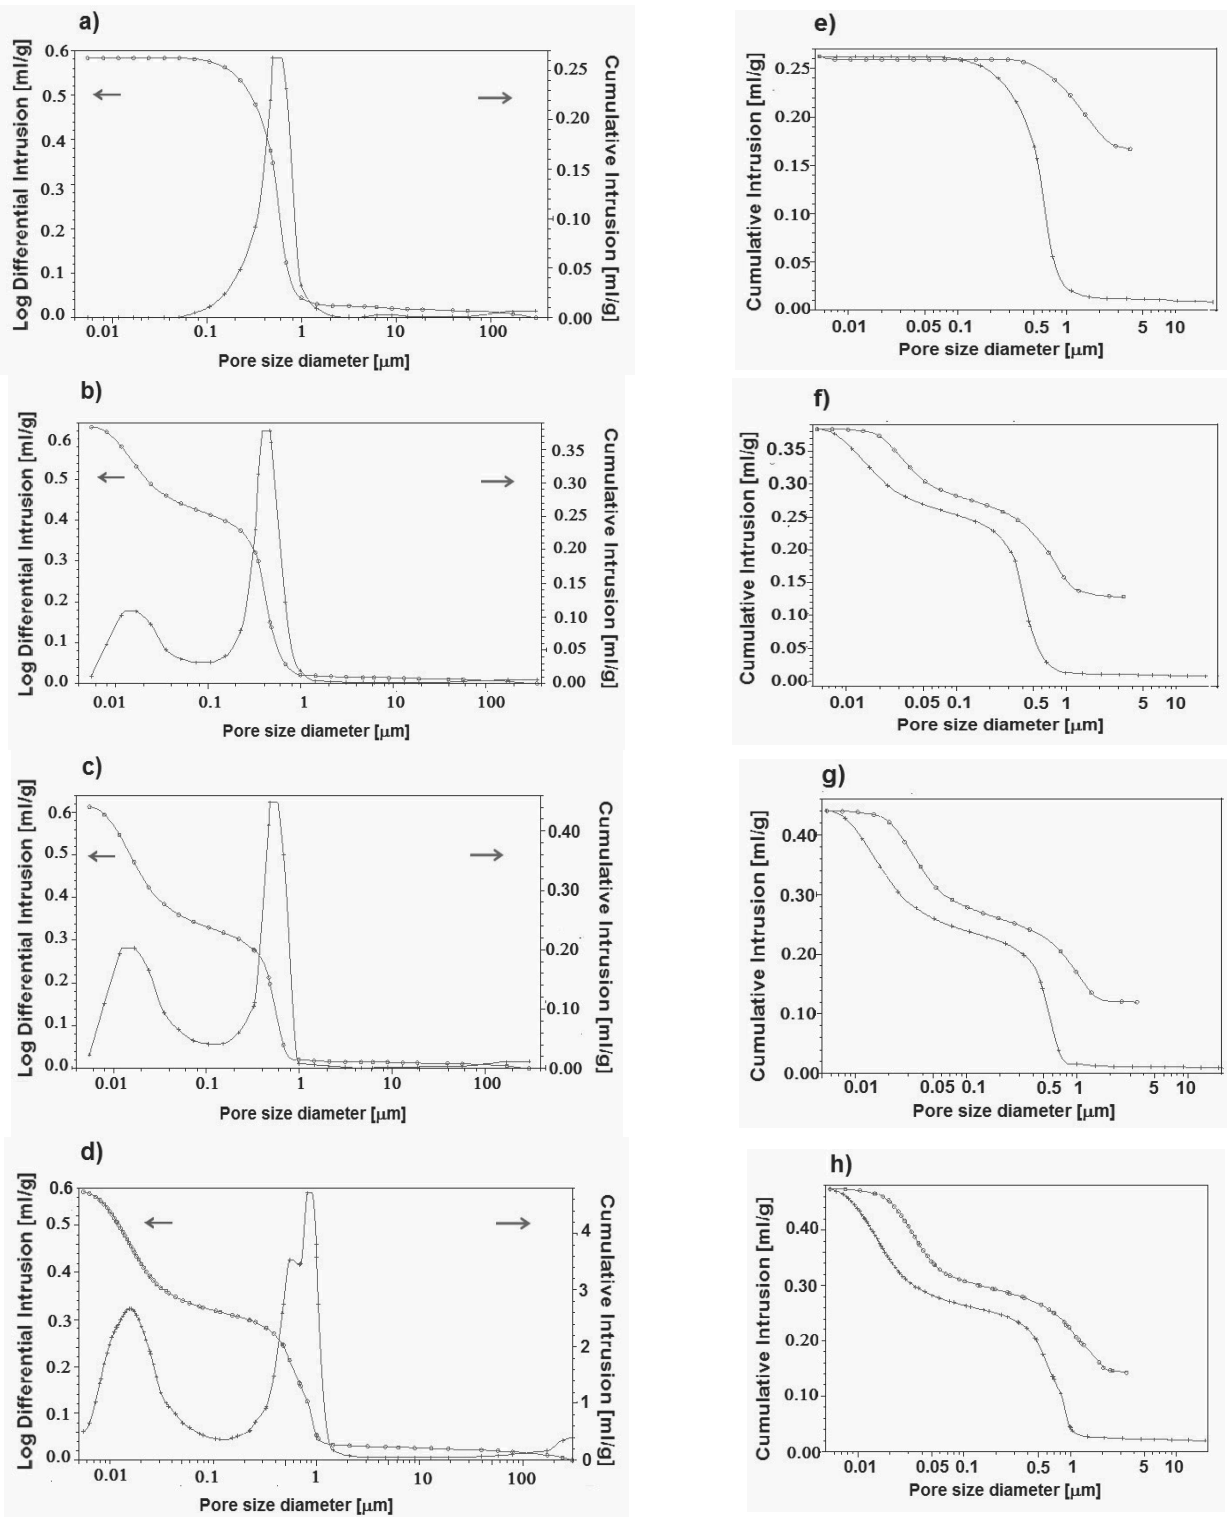 a)
Log Differential Intrusion [ml/g]
0.6
0.5
0.4
0.3
0.2
0.1
0.0
0.25
0.20
0.15
0.10
0.05
0.00
Cumulative Intrusion [ml/g]
0.01 0.1 1 10 100
Pore size diameter [μm]
e)
Cumulative Intrusion [ml/g]
0.25
0.20
0.15
0.10
0.05
0.00
0.01 0.05 0.1 0.5 1 5 10
Pore size diameter [μm]
b)
Log Differential Intrusion [ml/g]
0.6
0.5
0.4
0.3
0.2
0.1
0.0
0.35
0.30
0.25
0.20
0.15
0.10
0.05
0.00
Cumulative Intrusion [ml/g]
0.01 0.1 1 10 100
Pore size diameter [μm]
f)
Cumulative Intrusion [ml/g]
0.35
0.30
0.25
0.20
0.15
0.10
0.05
0.00
0.01 0.05 0.1 0.5 1 5 10
Pore size diameter [μm]
c)
Log Differential Intrusion [ml/g]
0.6
0.5
0.4
0.3
0.2
0.1
0.0
0.40
0.30
0.20
0.10
0.00
Cumulative Intrusion [ml/g]
0.01 0.1 1 10 100
Pore size diameter [μm]
g)
Cumulative Intrusion [ml/g]
0.40
0.30
0.20
0.10
0.00
0.01 0.05 0.1 0.5 1 5 10
Pore size diameter [μm]
d)
Log Differential Intrusion [ml/g]
0.6
0.5
0.4
0.3
0.2
0.1
0.0
4
3
2
1
0
Cumulative Intrusion [ml/g]
0.01 0.1 1 10 100
Pore size diameter [μm]
h)
Cumulative Intrusion [ml/g]
0.40
0.30
0.20
0.10
0.00
0.01 0.05 0.1 0.5 1 5 10
Pore size diameter [μm]